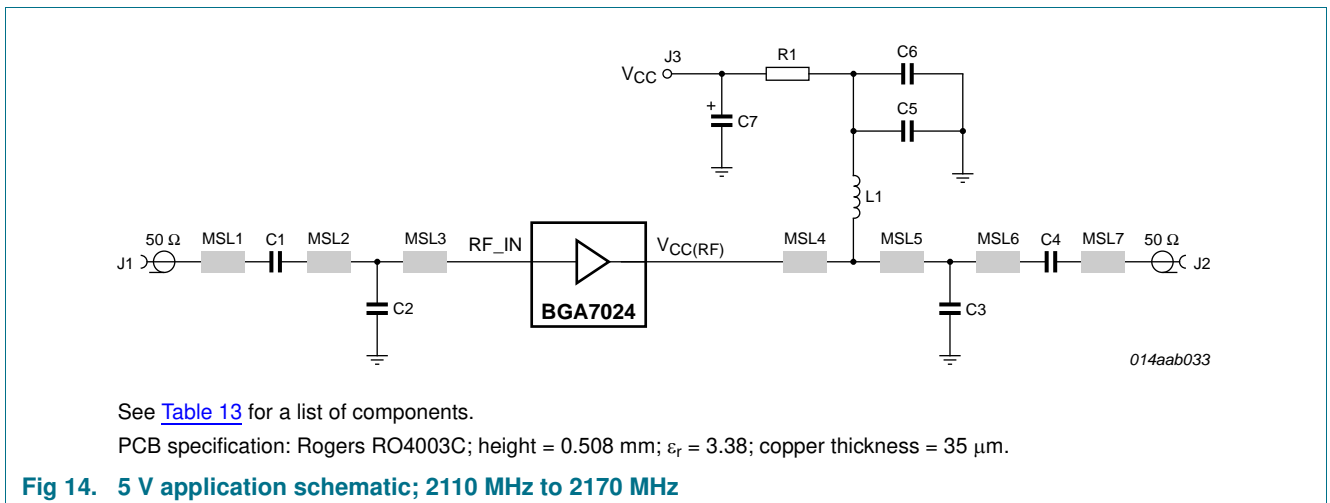 J3
R1
C6
VCC
+
C7
C5
L1
50 Ω
MSL1
C1
MSL2
MSL3
RF_IN
VCC(RF)
MSL4
MSL5
MSL6
C4
MSL7
50 Ω
J1
J2
C2
BGA7024
C3
014aab033
See Table 13 for a list of components.
PCB specification: Rogers RO4003C; height = 0.508 mm; εr = 3.38; copper thickness = 35 μm.
Fig 14. 5 V application schematic; 2110 MHz to 2170 MHz